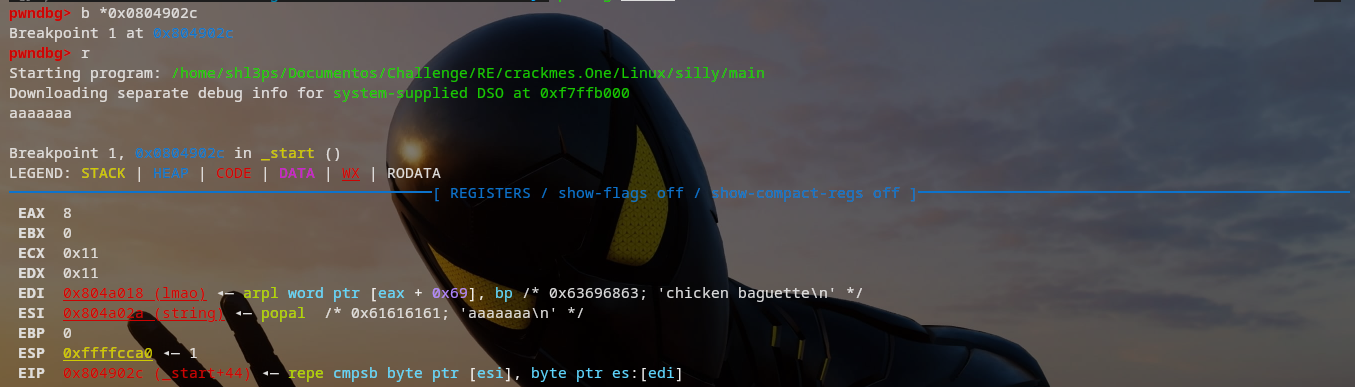 pwndbg> b *0x0804902c
Breakpoint 1 at 0x804902c
pwndbg> r
Starting program: /home/shl3ps/Documentos/Challenge/RE/crackmes.One/Linux/silly/main
Downloading separate debug info for system-supplied DSO at 0xf7ffb000
aaaaaaa
Breakpoint 1, 0x0804902c in _start ()
LEGEND: STACK | HEAP | CODE | DATA | WX | RODATA
[ REGISTERS / show-flags off / show-compact-regs off ]
EAX 8
EBX 0
ECX 0x11
EDX 0x11
EDI 0x804a018 (lmao) ◂— arpl word ptr [eax + 0x69], bp /* 0x63696863; 'chicken baguette\n' */
ESI 0x804a02a (string) ◂— popal /* 0x61616161; 'aaaaaaa\n' */
EBP 0
ESP 0xffffcca0 ◂— 1
EIP 0x804902c (_start+44) ◂— repe cmpsb byte ptr [esi], byte ptr es:[edi]